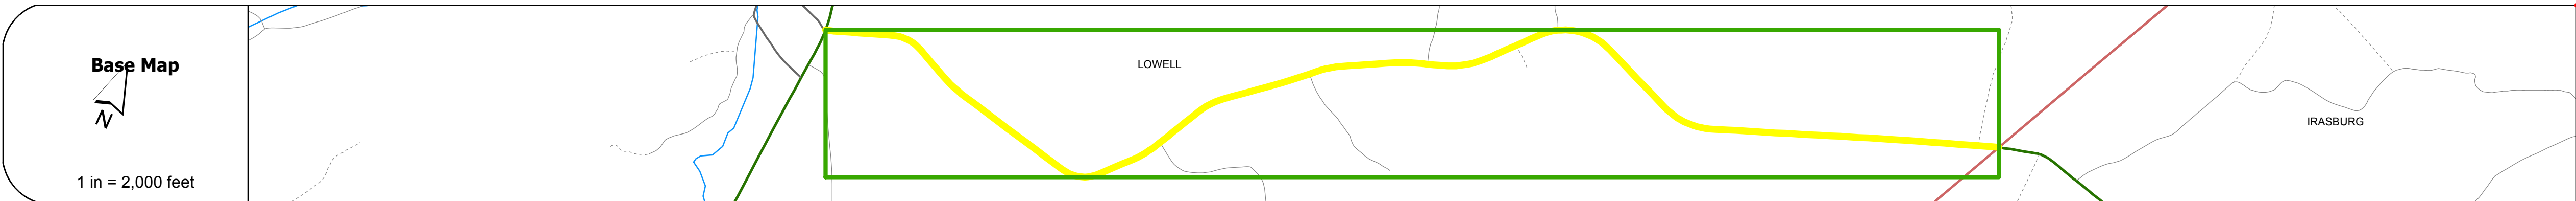 Base Map
N
1 in = 2,000 feet
LOWELL
IRASBURG